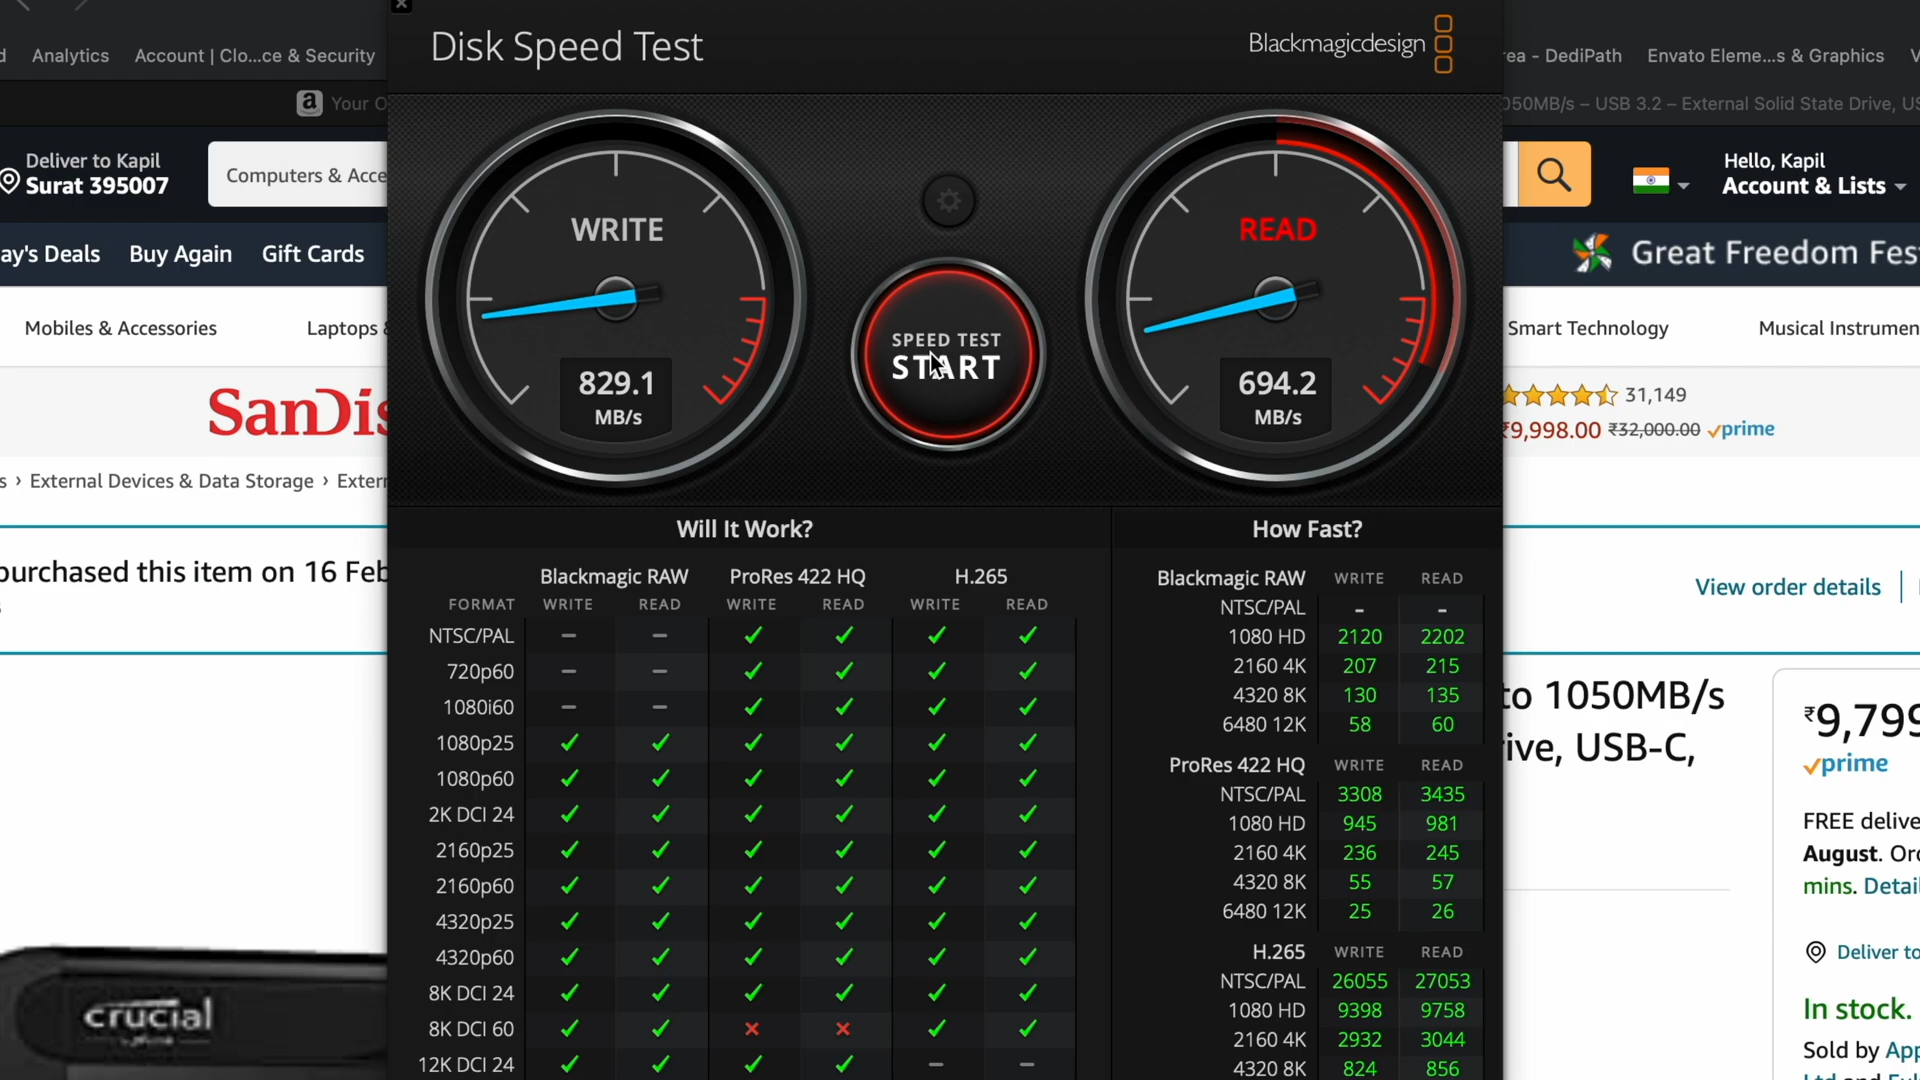 Analytics
Account | Clo...ce & Security
Disk Speed Test
Blackmagicdesign
rea - DediPath
Envato Eleme...s & Graphics
a Your O
050MB/s – USB 3.2 – External Solid State Drive, US
Deliver to Kapil
Surat 395007
Computers & Acce
Hello, Kapil
Account & Lists
ay's Deals
Buy Again
Gift Cards
Great Freedom Fes
Mobiles & Accessories
Laptops &
Smart Technology
Musical Instrumen
WRITE
829.1
MB/s
SPEED TEST
START
READ
694.2
MB/s
SanDis
31,149
₹9,998.00 ₹32,000.00 prime
s › External Devices & Data Storage › Exter
purchased this item on 16 Feb
View order details
to 1050MB/s
ive, USB-C,
₹9,799
prime
FREE delive
August. Or
mins. Detail
Deliver to
In stock.
Sold by App
crucial
Will It Work?
Blackmagic RAW ProRes 422 HQ H.265
FORMAT WRITE READ WRITE READ WRITE READ
NTSC/PAL – – ✓ ✓ ✓ ✓
720p60 – – ✓ ✓ ✓ ✓
1080i60 – – ✓ ✓ ✓ ✓
1080p25 ✓ ✓ ✓ ✓ ✓ ✓
1080p60 ✓ ✓ ✓ ✓ ✓ ✓
2K DCI 24 ✓ ✓ ✓ ✓ ✓ ✓
2160p25 ✓ ✓ ✓ ✓ ✓ ✓
2160p60 ✓ ✓ ✓ ✓ ✓ ✓
4320p25 ✓ ✓ ✓ ✓ ✓ ✓
4320p60 ✓ ✓ ✓ ✓ ✓ ✓
8K DCI 24 ✓ ✓ ✓ ✓ ✓ ✓
8K DCI 60 ✓ ✓ ✕ ✕ ✓ ✓
12K DCI 24 ✓ ✓ ✓ ✓ – –
How Fast?
Blackmagic RAW WRITE READ
NTSC/PAL - -
1080 HD 2120 2202
2160 4K 207 215
4320 8K 130 135
6480 12K 58 60
ProRes 422 HQ WRITE READ
NTSC/PAL 3308 3435
1080 HD 945 981
2160 4K 236 245
4320 8K 55 57
6480 12K 25 26
H.265 WRITE READ
NTSC/PAL 26055 27053
1080 HD 9398 9758
2160 4K 2932 3044
4320 8K 824 856